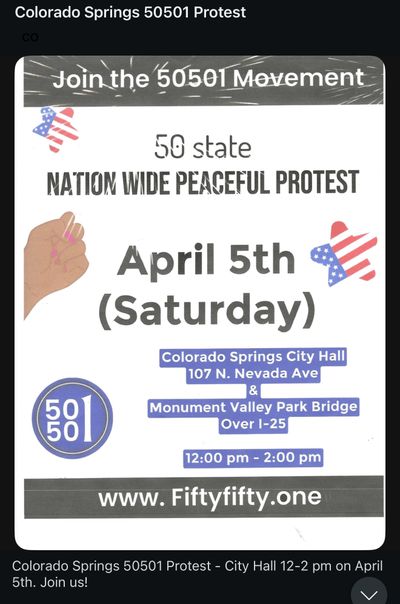 Colorado Springs 50501 Protest
CO
Join the 50501 Movement
50 state
NATION WIDE PEACEFUL PROTEST
April 5th
(Saturday)
Colorado Springs City Hall
107 N. Nevada Ave
&
Monument Valley Park Bridge
Over I-25
12:00 pm - 2:00 pm
50
501
www. Fiftyfifty.one
Colorado Springs 50501 Protest - City Hall 12-2 pm on April
5th. Join us!